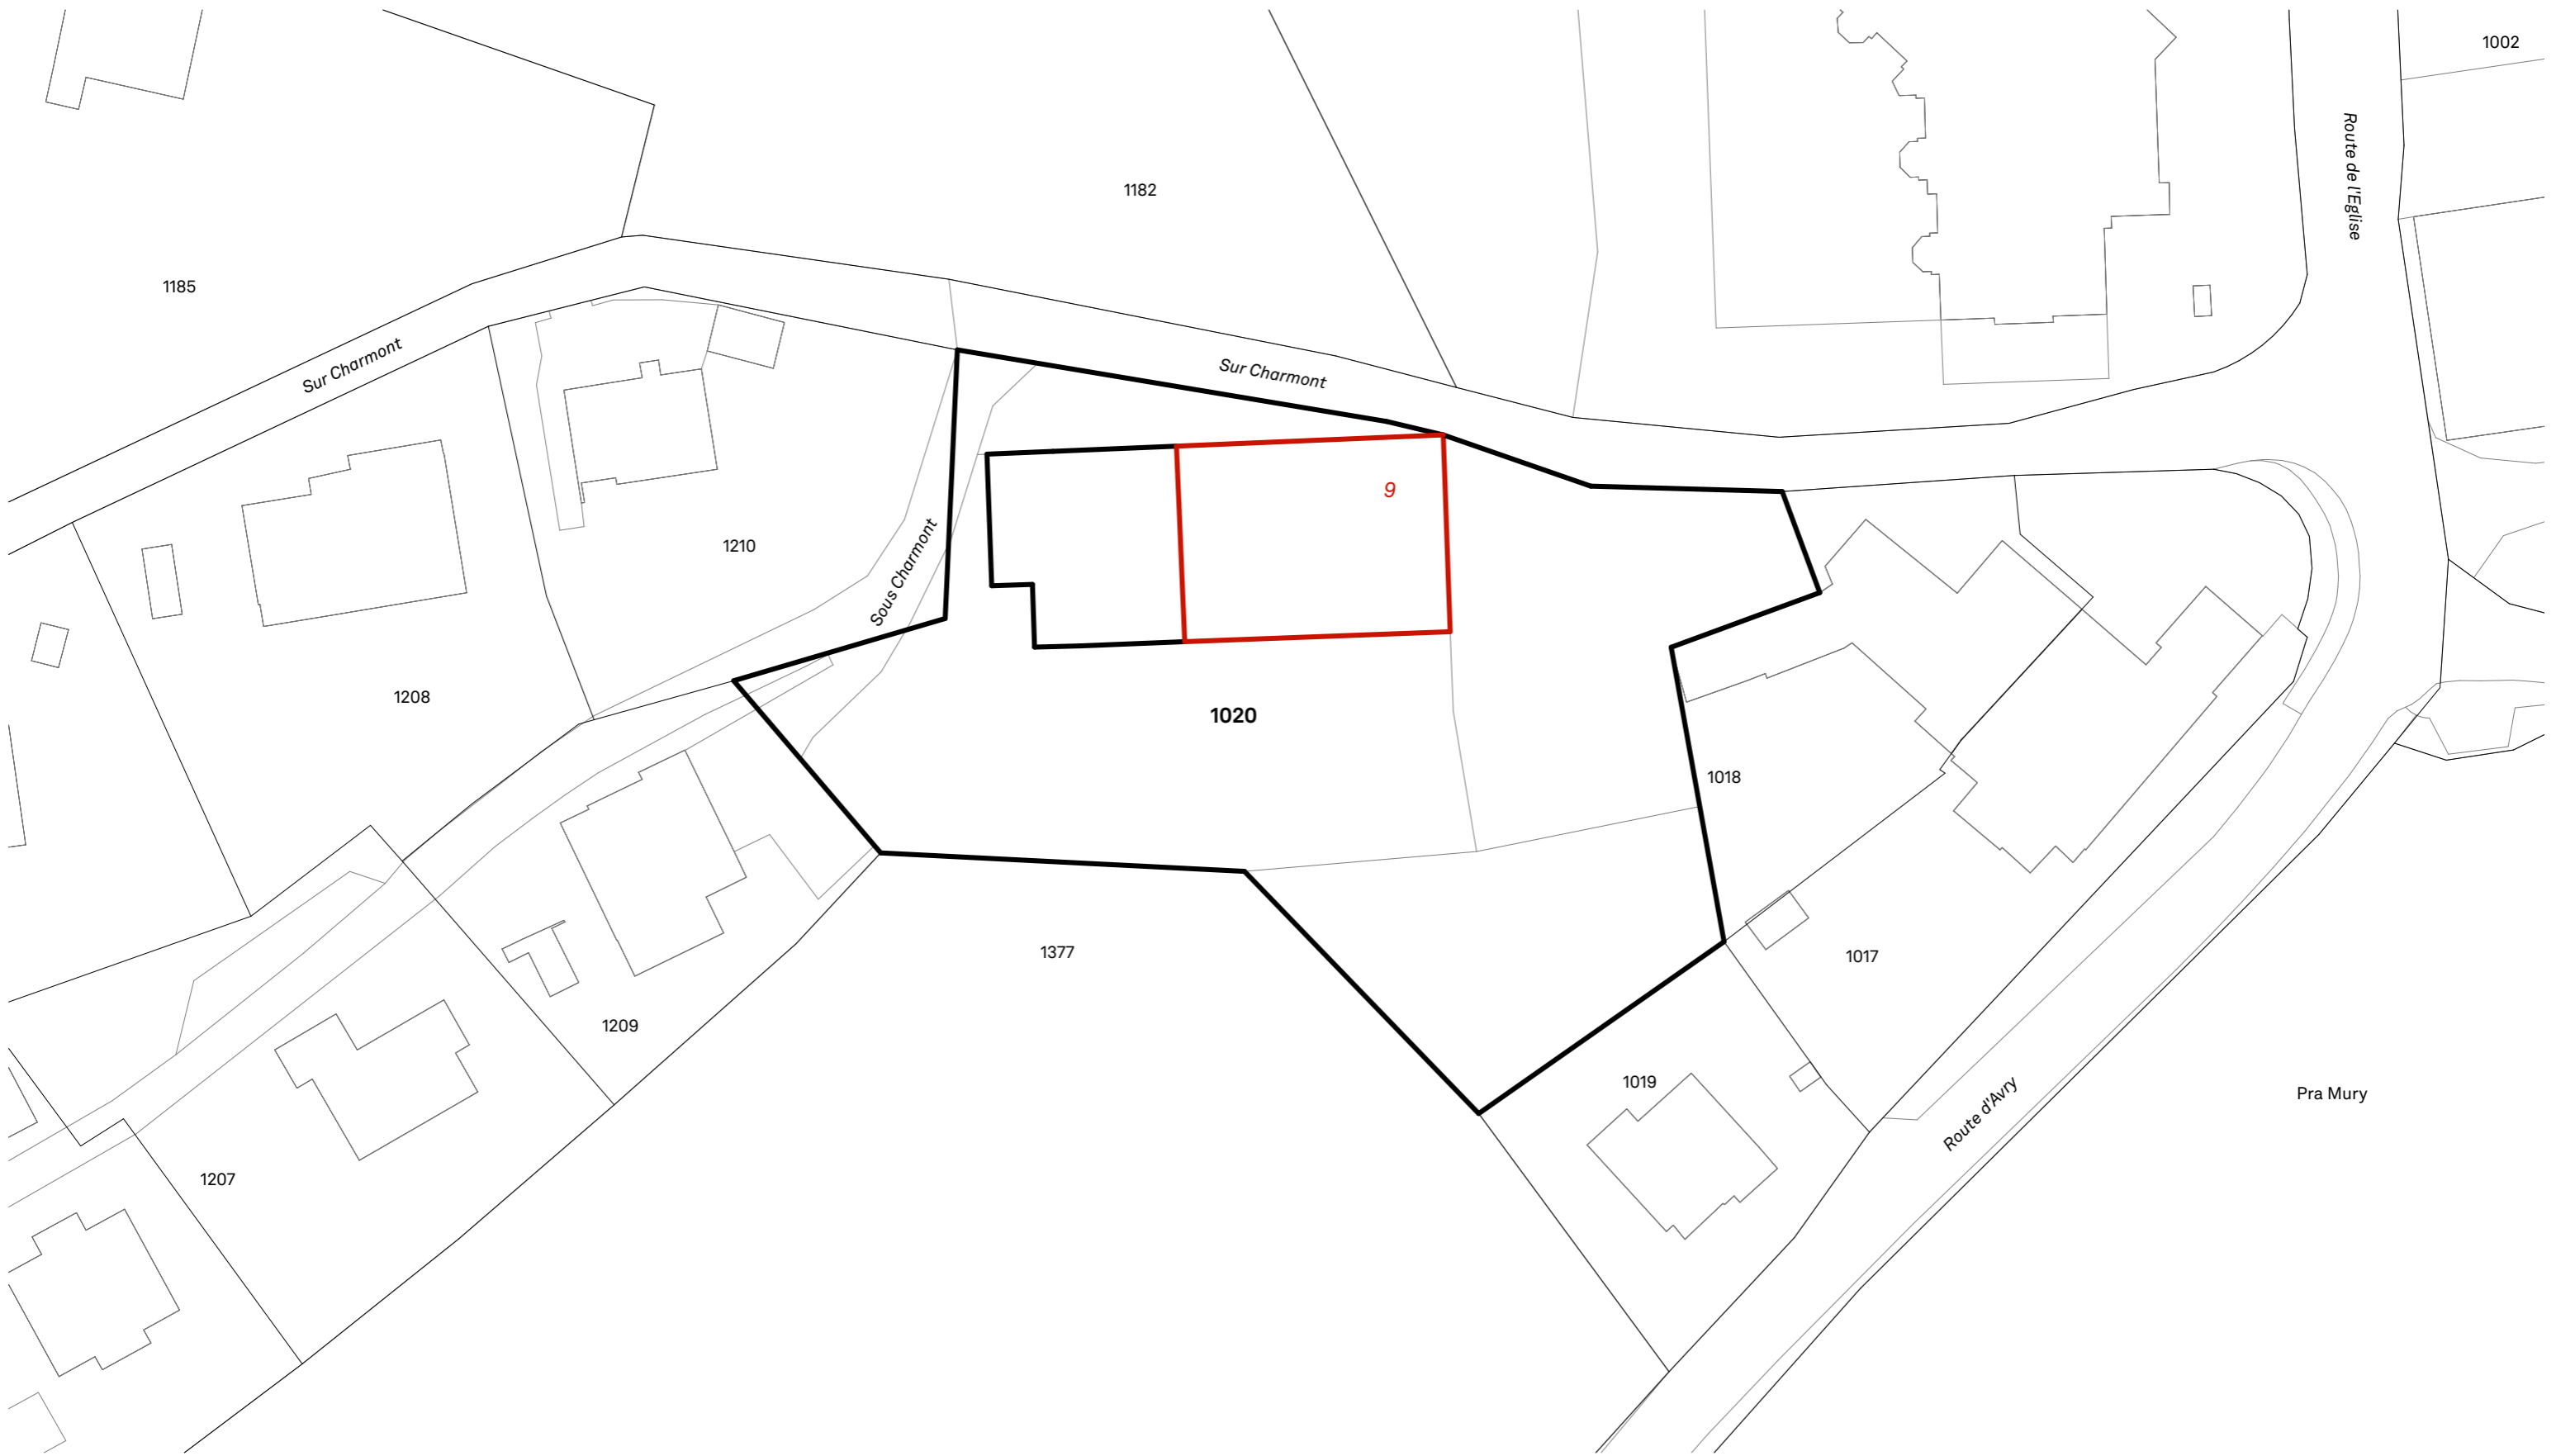 1002
Route de l'Eglise
1182
1185
Sur Charmont
Sur Charmont
9
1210
Sous Charmont
1208
1020
1018
1377
1017
1209
1019
Pra Mury
Route d'Avry
1207